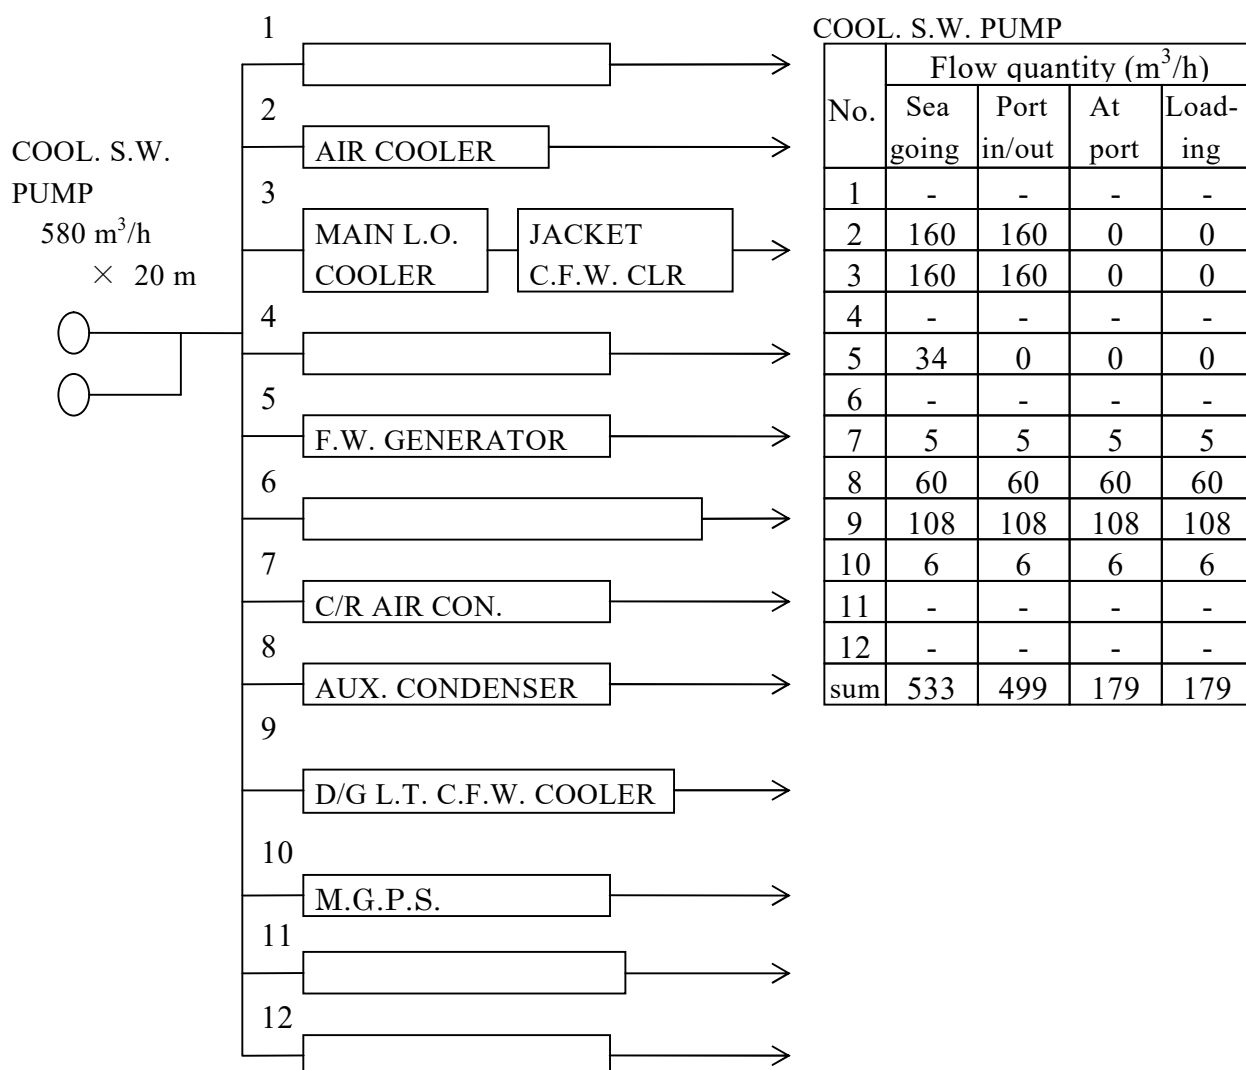 COOL. S.W.
PUMP
580 m³/h
× 20 m
1
2
AIR COOLER
3
MAIN L.O.
COOLER
JACKET
C.F.W. CLR
4
5
F.W. GENERATOR
6
7
C/R AIR CON.
8
AUX. CONDENSER
9
D/G L.T. C.F.W. COOLER
10
M.G.P.S.
11
12
COOL. S.W. PUMP
No. Flow quantity (m³/h)
Sea Port At Load-
going in/out port ing
1 - - - -
2 160 160 0 0
3 160 160 0 0
4 - - - -
5 34 0 0 0
6 - - - -
7 5 5 5 5
8 60 60 60 60
9 108 108 108 108
10 6 6 6 6
11 - - - -
12 - - - -
sum 533 499 179 179